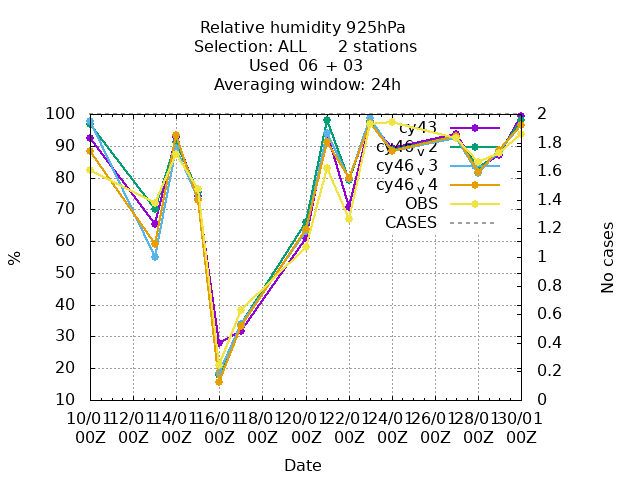 Relative humidity 925hPa
Selection: ALL 2 stations
Used 06 + 03
Averaging window: 24h
100 90 80 70 60 50 40 30 20 10
%
2 1.8 1.6 1.4 1.2 1 0.8 0.6 0.4 0.2 0
No cases
cy43
cy46_v2
cy46_v3
cy46_v4
OBS
CASES
10/01 12/01 14/01 16/01 18/01 20/01 22/01 24/01 26/01 28/01 30/01
00Z 00Z 00Z 00Z 00Z 00Z 00Z 00Z 00Z 00Z 00Z
Date